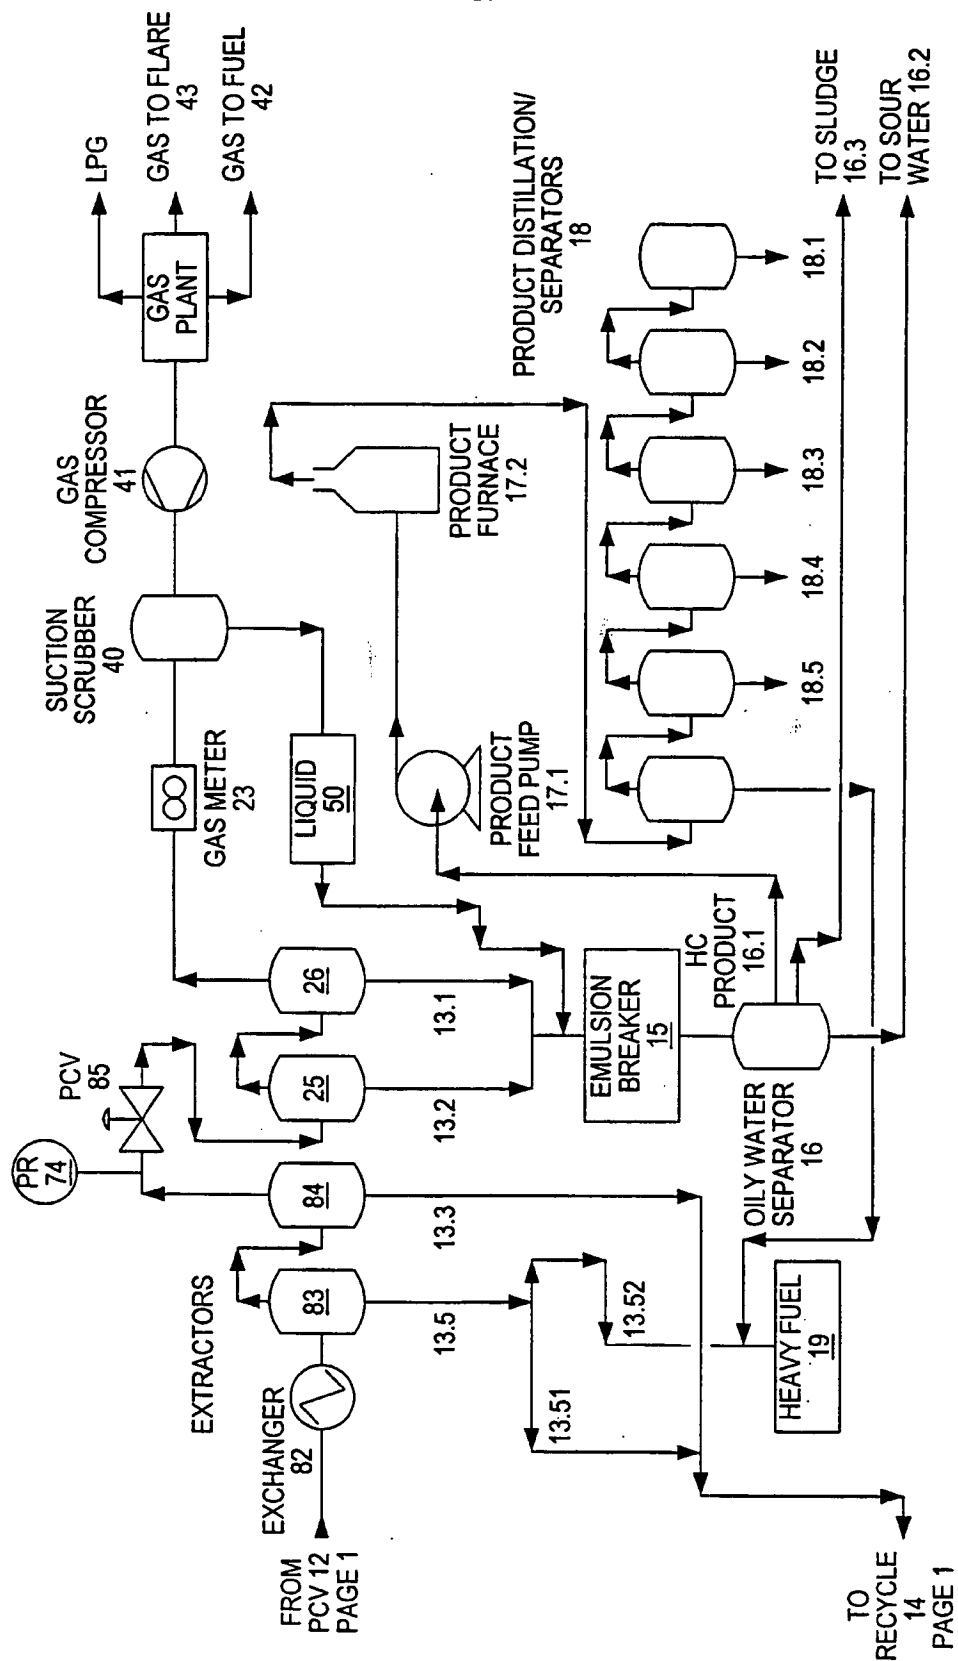 LPG
GAS TO FLARE
43
GAS TO FUEL
42
GAS
PLANT
GAS
COMPRESSOR
41
SUCTION
SCRUBBER
40
GAS METER
23
LIQUID
50
PR
74
PCV
85
EXTRACTORS
EXCHANGER
82
FROM
PCV 12
PAGE 1
83
84
25
26
13.5
13.3
13.2
13.1
13.51
13.52
PRODUCT
FURNACE
17.2
PRODUCT
FEED PUMP
17.1
PRODUCT DISTILLATION/
SEPARATORS
18
18.5
18.4
18.3
18.2
18.1
EMULSION
BREAKER
15
HC
PRODUCT
16.1
OILY WATER
SEPARATOR
16
HEAVY FUEL
19
TO SLUDGE
16.3
TO SOUR
WATER 16.2
TO
RECYCLE
14
PAGE 1